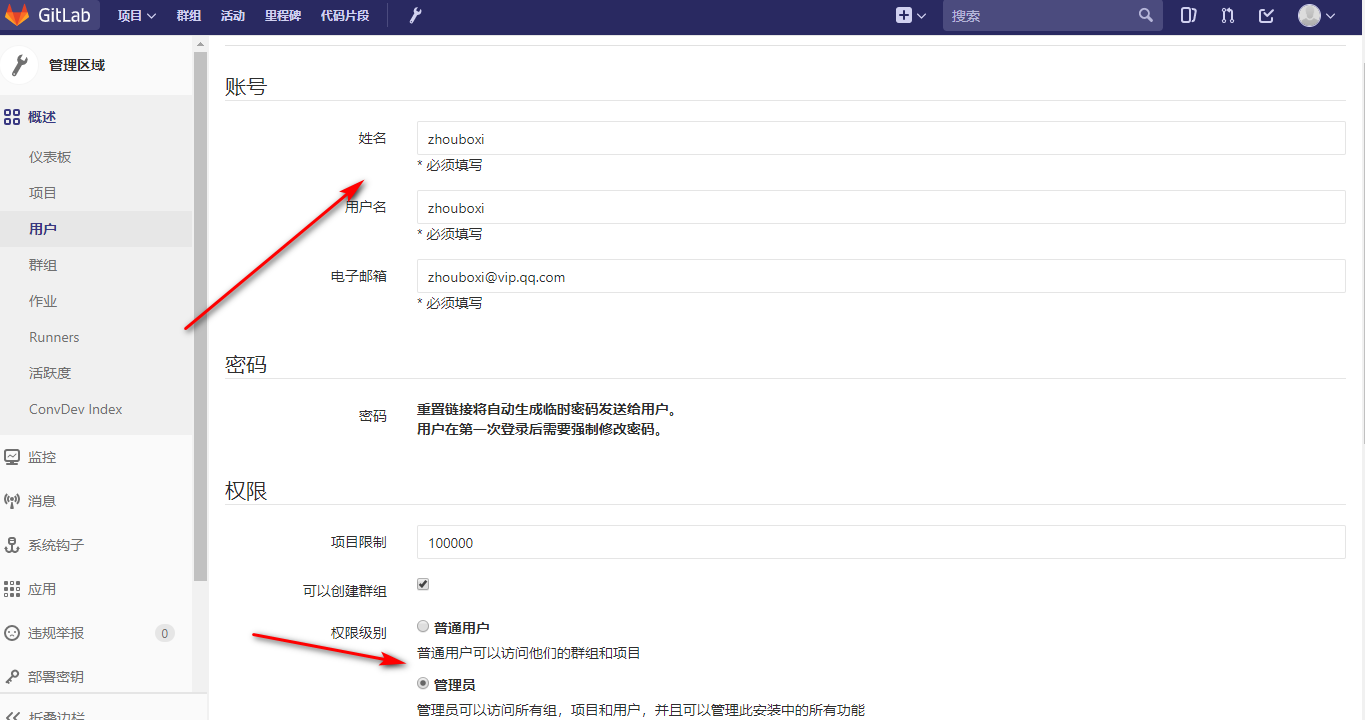 GitLab 项目 群组 活动 里程碑 代码片段 搜索
管理区域
概述
仪表板
项目
用户
群组
作业
Runners
活跃度
ConvDev Index
监控
消息
系统钩子
应用
违规举报 0
部署密钥
折叠边栏
账号
姓名 zhouboxi
* 必须填写
用户名 zhouboxi
* 必须填写
电子邮箱 zhouboxi@vip.qq.com
* 必须填写
密码
密码 重置链接将自动生成临时密码发送给用户。
用户在第一次登录后需要强制修改密码。
权限
项目限制 100000
可以创建群组
权限级别 普通用户
普通用户可以访问他们的群组和项目
管理员
管理员可以访问所有组，项目和用户，并且可以管理此安装中的所有功能